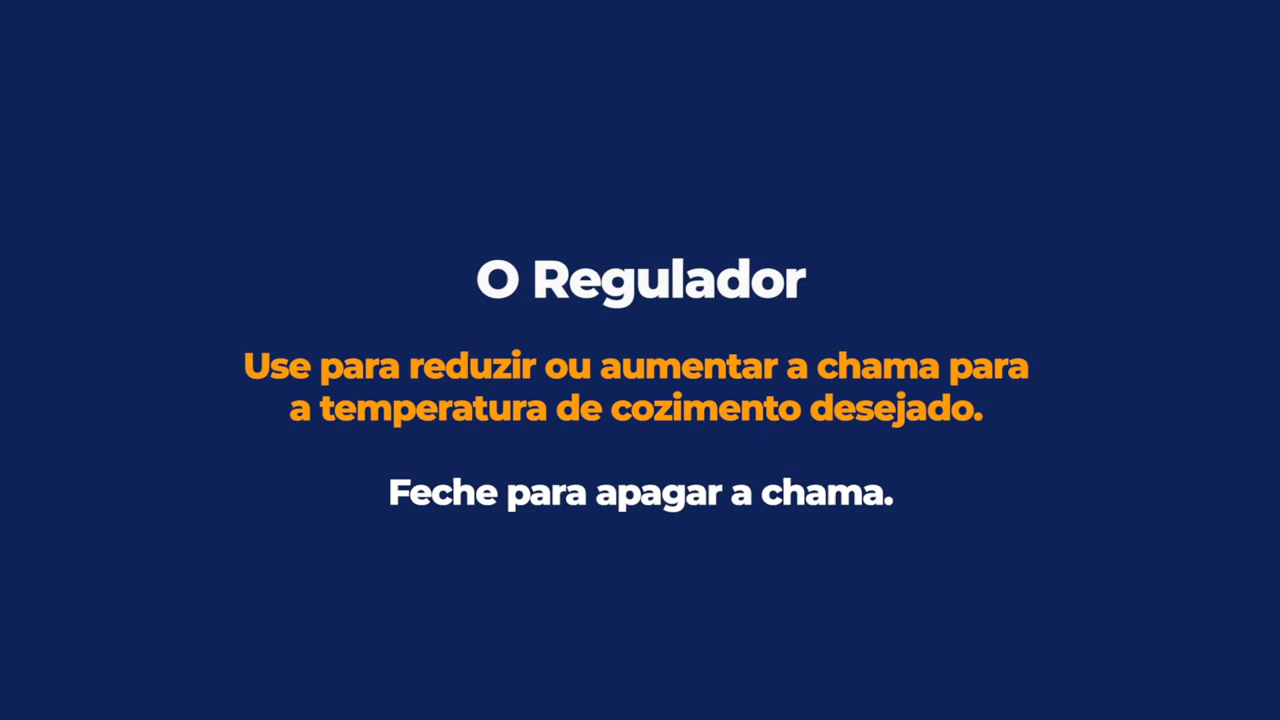 O Regulador
Use para reduzir ou aumentar a chama para
a temperatura de cozimento desejado.
Feche para apagar a chama.